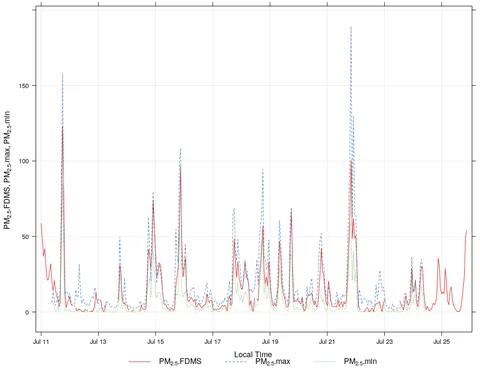 PM2.5.FDMS, PM2.5.max, PM2.5.min
150
100
50
0
Jul 11 Jul 13 Jul 15 Jul 17 Jul 19 Jul 21 Jul 23 Jul 25
Local Time
PM2.5.FDMS PM2.5.max PM2.5.min